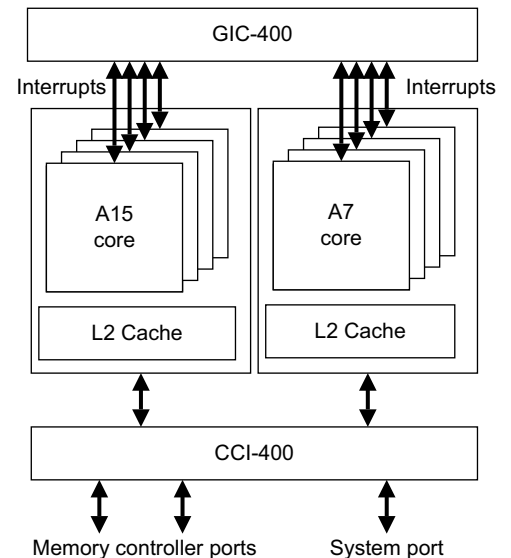 GIC-400
Interrupts
Interrupts
A15
core
A7
core
L2 Cache
L2 Cache
CCI-400
Memory controller ports
System port